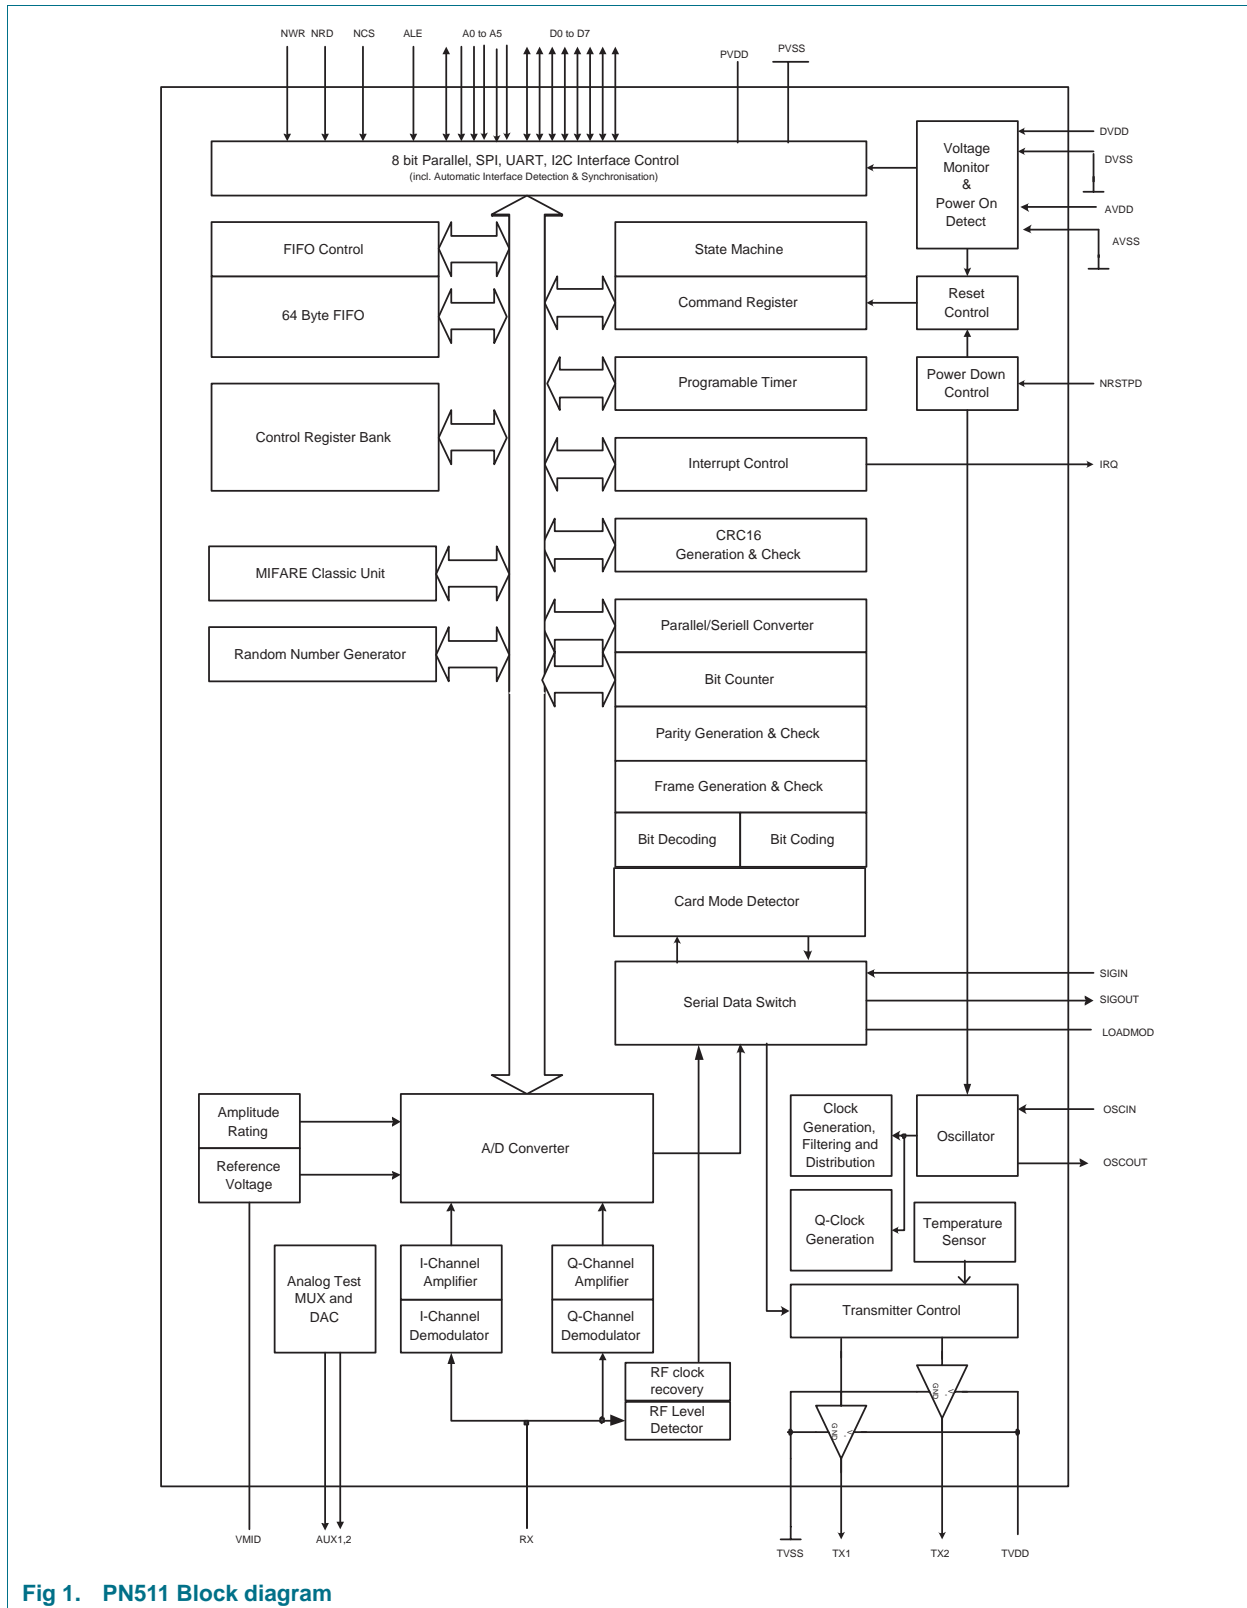 NWR NRD NCS ALE A0 to A5 D0 to D7
PVDD PVSS
8 bit Parallel, SPI, UART, I2C Interface Control
(incl. Automatic Interface Detection & Synchronisation)
Voltage
Monitor
&
Power On
Detect
DVDD
DVSS
AVDD
AVSS
FIFO Control
64 Byte FIFO
Control Register Bank
MIFARE Classic Unit
Random Number Generator
State Machine
Command Register
Reset
Control
Programable Timer
Power Down
Control
NRSTPD
Interrupt Control
IRQ
CRC16
Generation & Check
Parallel/Seriell Converter
Bit Counter
Parity Generation & Check
Frame Generation & Check
Bit Decoding
Bit Coding
Card Mode Detector
Serial Data Switch
SIGIN
SIGOUT
LOADMOD
Amplitude
Rating
Reference
Voltage
A/D Converter
Clock
Generation,
Filtering and
Distribution
Oscillator
OSCIN
OSCOUT
Q-Clock
Generation
Temperature
Sensor
Analog Test
MUX and
DAC
I-Channel
Amplifier
I-Channel
Demodulator
Q-Channel
Amplifier
Q-Channel
Demodulator
Transmitter Control
RF clock
recovery
RF Level
Detector
GND
V+
GND
V+
VMID AUX1,2 RX
TVSS TX1 TX2 TVDD
Fig 1. PN511 Block diagram